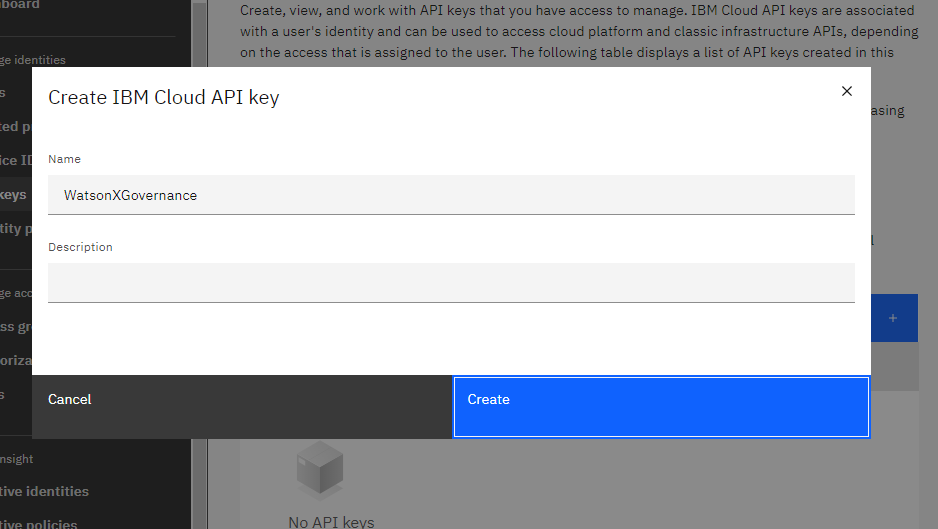 board
Create, view, and work with API keys that you have access to manage. IBM Cloud API keys are associated
with a user's identity and can be used to access cloud platform and classic infrastructure APIs, depending
on the access that is assigned to the user. The following table displays a list of API keys created in this
ge identities
Create IBM Cloud API key
s
asing
ted p
Name
ice ID
WatsonXGovernance
keys
tity p
Description
l
ge acc
ss gr
+
oriza
s
Cancel
Create
nsight
tive identities
No API keys
tive policies